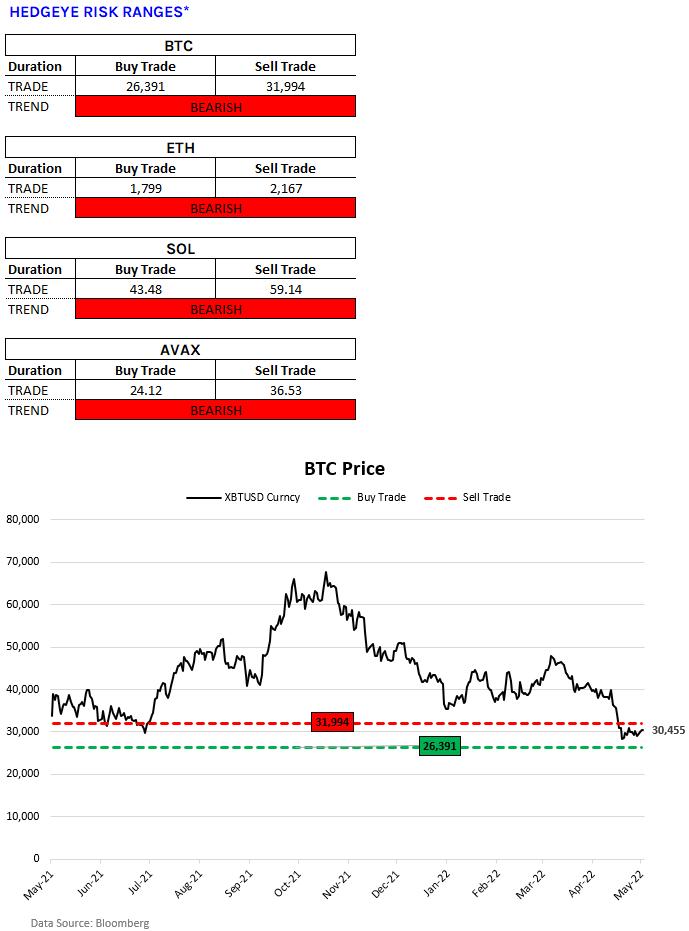 HEDGEYE RISK RANGES*
BTC
Duration Buy Trade Sell Trade
TRADE 26,391 31,994
TREND BEARISH
ETH
Duration Buy Trade Sell Trade
TRADE 1,799 2,167
TREND BEARISH
SOL
Duration Buy Trade Sell Trade
TRADE 43.48 59.14
TREND BEARISH
AVAX
Duration Buy Trade Sell Trade
TRADE 24.12 36.53
TREND BEARISH
BTC Price
XBTUSD Curncy Buy Trade Sell Trade
80,000
70,000
60,000
50,000
40,000
31,994
30,000
30,455
26,391
20,000
10,000
0
May-21 Jun-21 Jul-21 Aug-21 Sep-21 Oct-21 Nov-21 Dec-21 Jan-22 Feb-22 Mar-22 Apr-22 May-22
Data Source: Bloomberg